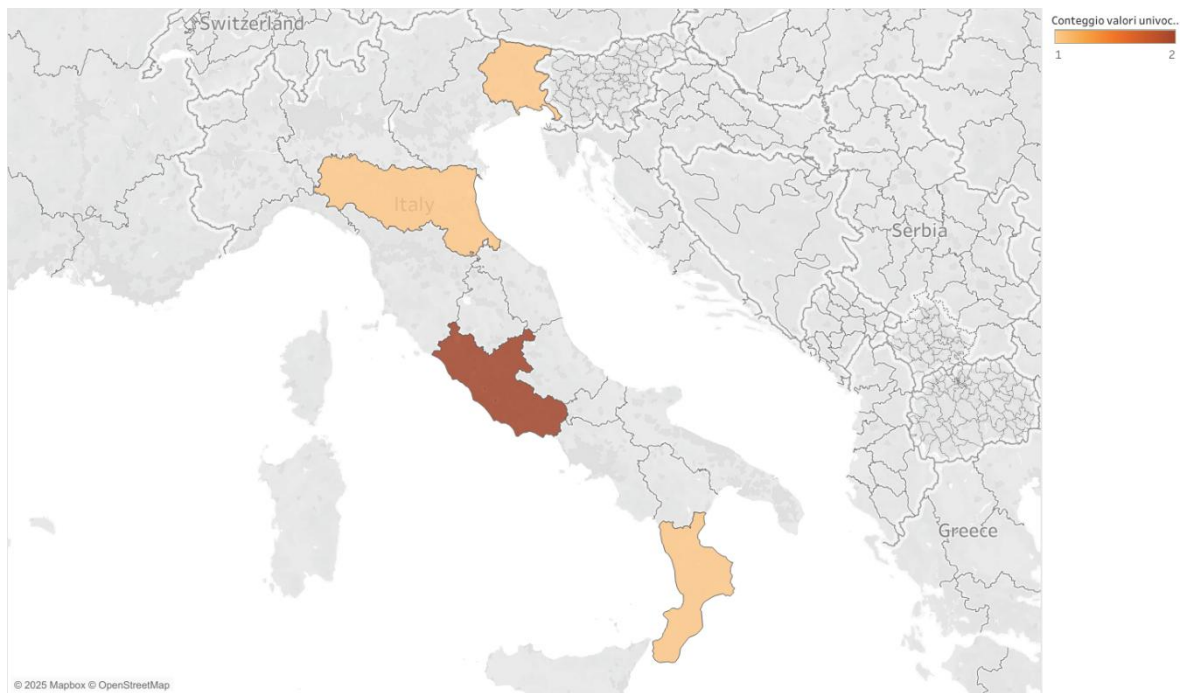 Switzerland
Conteggio valori univoc..
1 2
Italy
Serbia
Greece
© 2025 Mapbox © OpenStreetMap